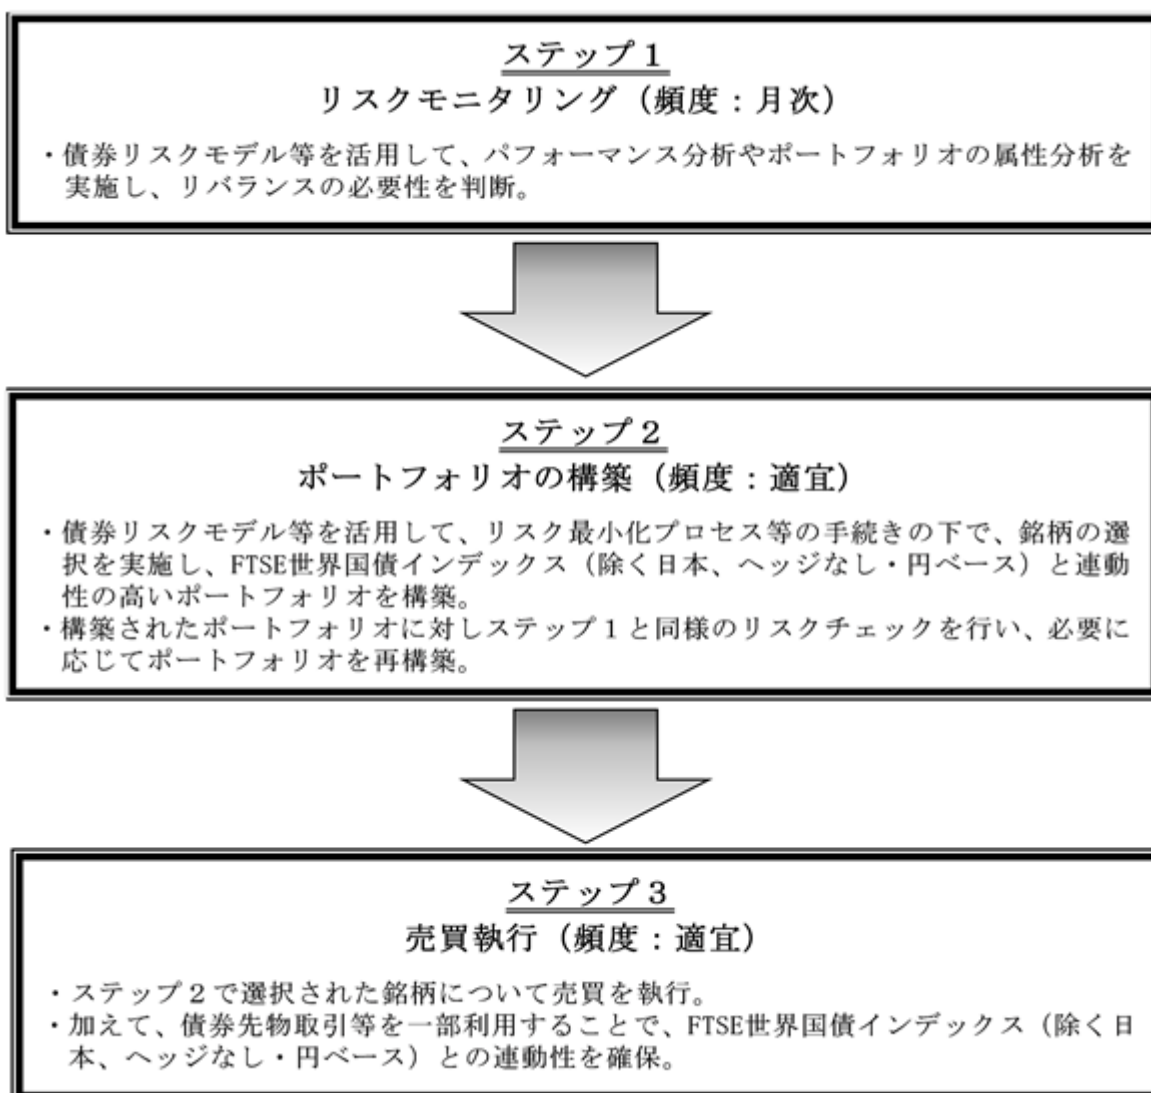 ステップ１
リスクモニタリング（頻度：月次）
・債券リスクモデル等を活用して、パフォーマンス分析やポートフォリオの属性分析を
実施し、リバランスの必要性を判断。
ステップ２
ポートフォリオの構築（頻度：適宜）
・債券リスクモデル等を活用して、リスク最小化プロセス等の手続きの下で、銘柄の選
択を実施し、FTSE世界国債インデックス（除く日本、ヘッジなし・円ベース）と連動
性の高いポートフォリオを構築。
・構築されたポートフォリオに対しステップ１と同様のリスクチェックを行い、必要に
応じてポートフォリオを再構築。
ステップ３
売買執行（頻度：適宜）
・ステップ２で選択された銘柄について売買を執行。
・加えて、債券先物取引等を一部利用することで、FTSE世界国債インデックス（除く日
本、ヘッジなし・円ベース）との連動性を確保。